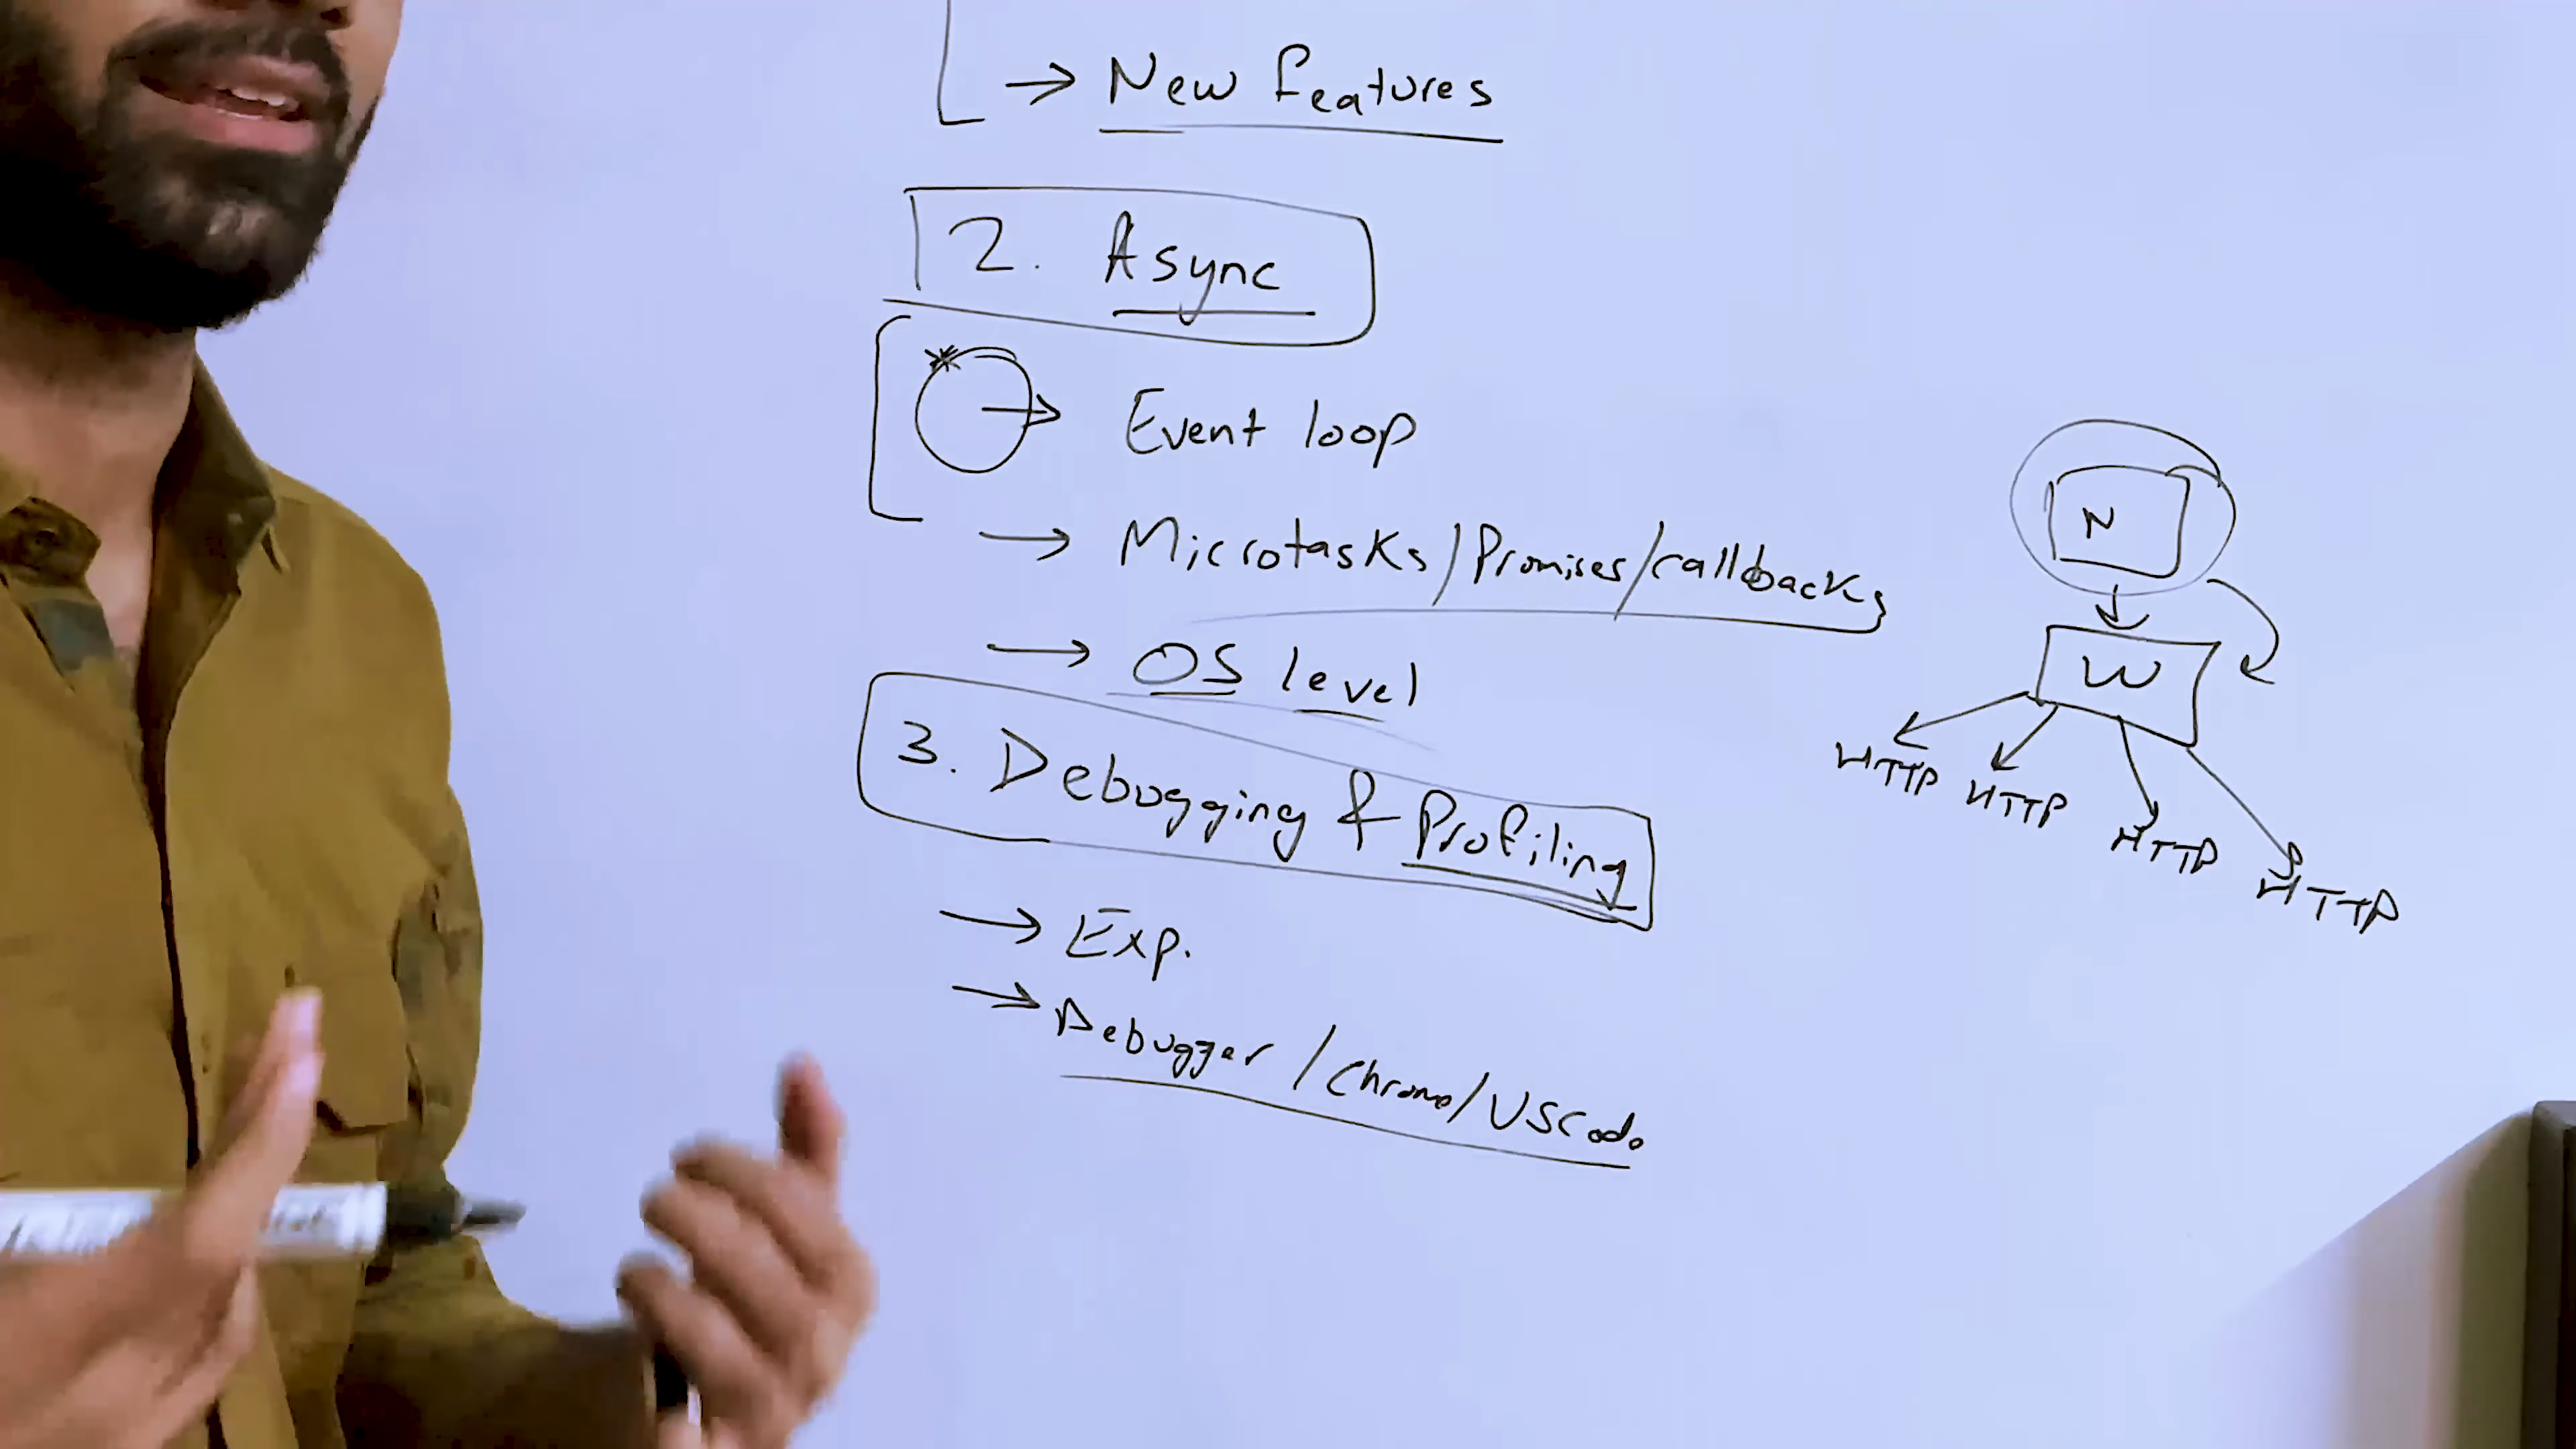 → New features
2. Async
→ Event loop
→ Microtasks/Promises/callbacks
→ OS level
3. Debugging & Profiling
→ Exp.
→ Debugger/Chrome/VSCode
N
W
HTTP HTTP HTTP HTTP